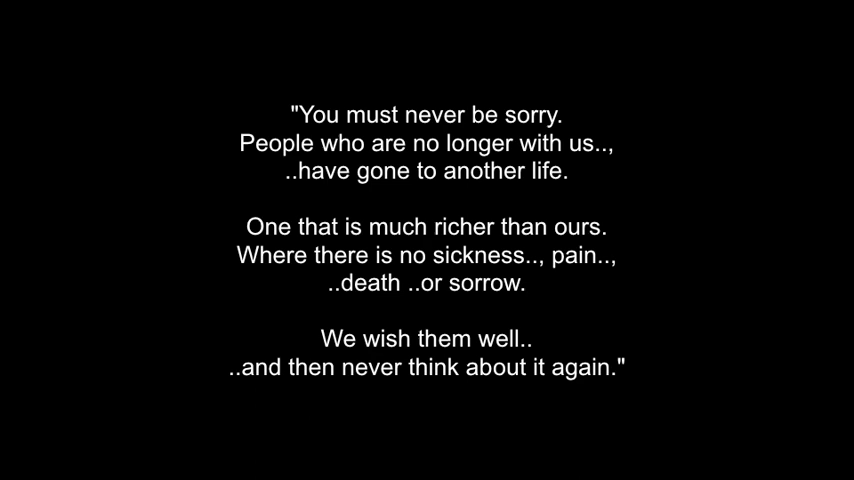 "You must never be sorry.
People who are no longer with us..,
..have gone to another life.
One that is much richer than ours.
Where there is no sickness.., pain..,
..death ..or sorrow.
We wish them well..
..and then never think about it again."